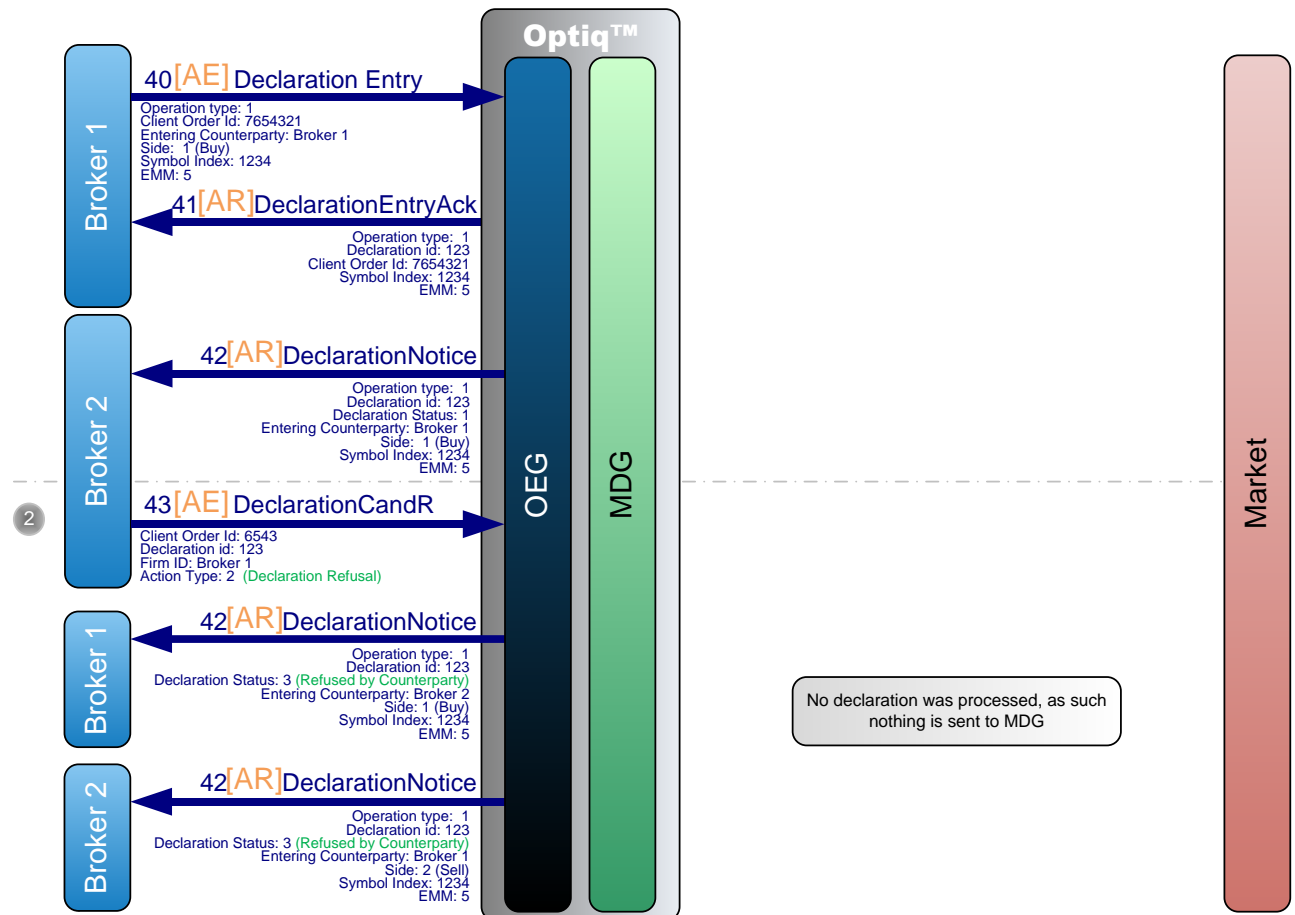 Optiq™
Broker 1
40[AE] Declaration Entry
Operation type: 1
Client Order Id: 7654321
Entering Counterparty: Broker 1
Side: 1 (Buy)
Symbol Index: 1234
EMM: 5
41[AR]DeclarationEntryAck
Operation type: 1
Declaration id: 123
Client Order Id: 7654321
Symbol Index: 1234
EMM: 5
Broker 2
42[AR]DeclarationNotice
Operation type: 1
Declaration id: 123
Declaration Status: 1
Entering Counterparty: Broker 1
Side: 1 (Buy)
Symbol Index: 1234
EMM: 5
OEG
MDG
Market
2
43[AE] DeclarationCandR
Client Order Id: 6543
Declaration id: 123
Firm ID: Broker 1
Action Type: 2 (Declaration Refusal)
Broker 1
42[AR]DeclarationNotice
Operation type: 1
Declaration id: 123
Declaration Status: 3 (Refused by Counterparty)
Entering Counterparty: Broker 2
Side: 1 (Buy)
Symbol Index: 1234
EMM: 5
No declaration was processed, as such
nothing is sent to MDG
Broker 2
42[AR]DeclarationNotice
Operation type: 1
Declaration id: 123
Declaration Status: 3 (Refused by Counterparty)
Entering Counterparty: Broker 1
Side: 2 (Sell)
Symbol Index: 1234
EMM: 5